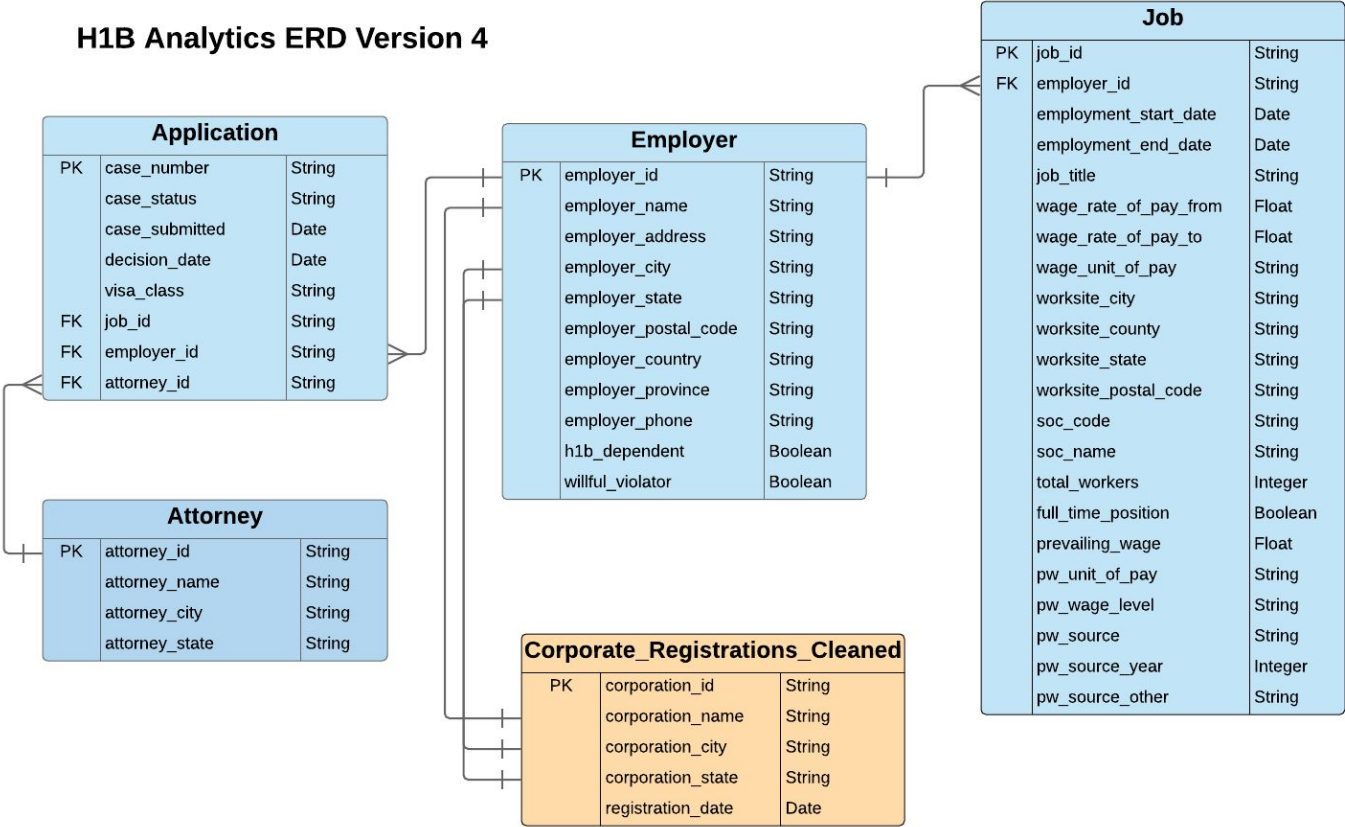 H1B Analytics ERD Version 4
Application
PK case_number String
case_status String
case_submitted Date
decision_date Date
visa_class String
FK job_id String
FK employer_id String
FK attorney_id String
Attorney
PK attorney_id String
attorney_name String
attorney_city String
attorney_state String
Employer
PK employer_id String
employer_name String
employer_address String
employer_city String
employer_state String
employer_postal_code String
employer_country String
employer_province String
employer_phone String
h1b_dependent Boolean
willful_violator Boolean
Corporate_Registrations_Cleaned
PK corporation_id String
corporation_name String
corporation_city String
corporation_state String
registration_date Date
Job
PK job_id String
FK employer_id String
employment_start_date Date
employment_end_date Date
job_title String
wage_rate_of_pay_from Float
wage_rate_of_pay_to Float
wage_unit_of_pay String
worksite_city String
worksite_county String
worksite_state String
worksite_postal_code String
soc_code String
soc_name String
total_workers Integer
full_time_position Boolean
prevailing_wage Float
pw_unit_of_pay String
pw_wage_level String
pw_source String
pw_source_year Integer
pw_source_other String